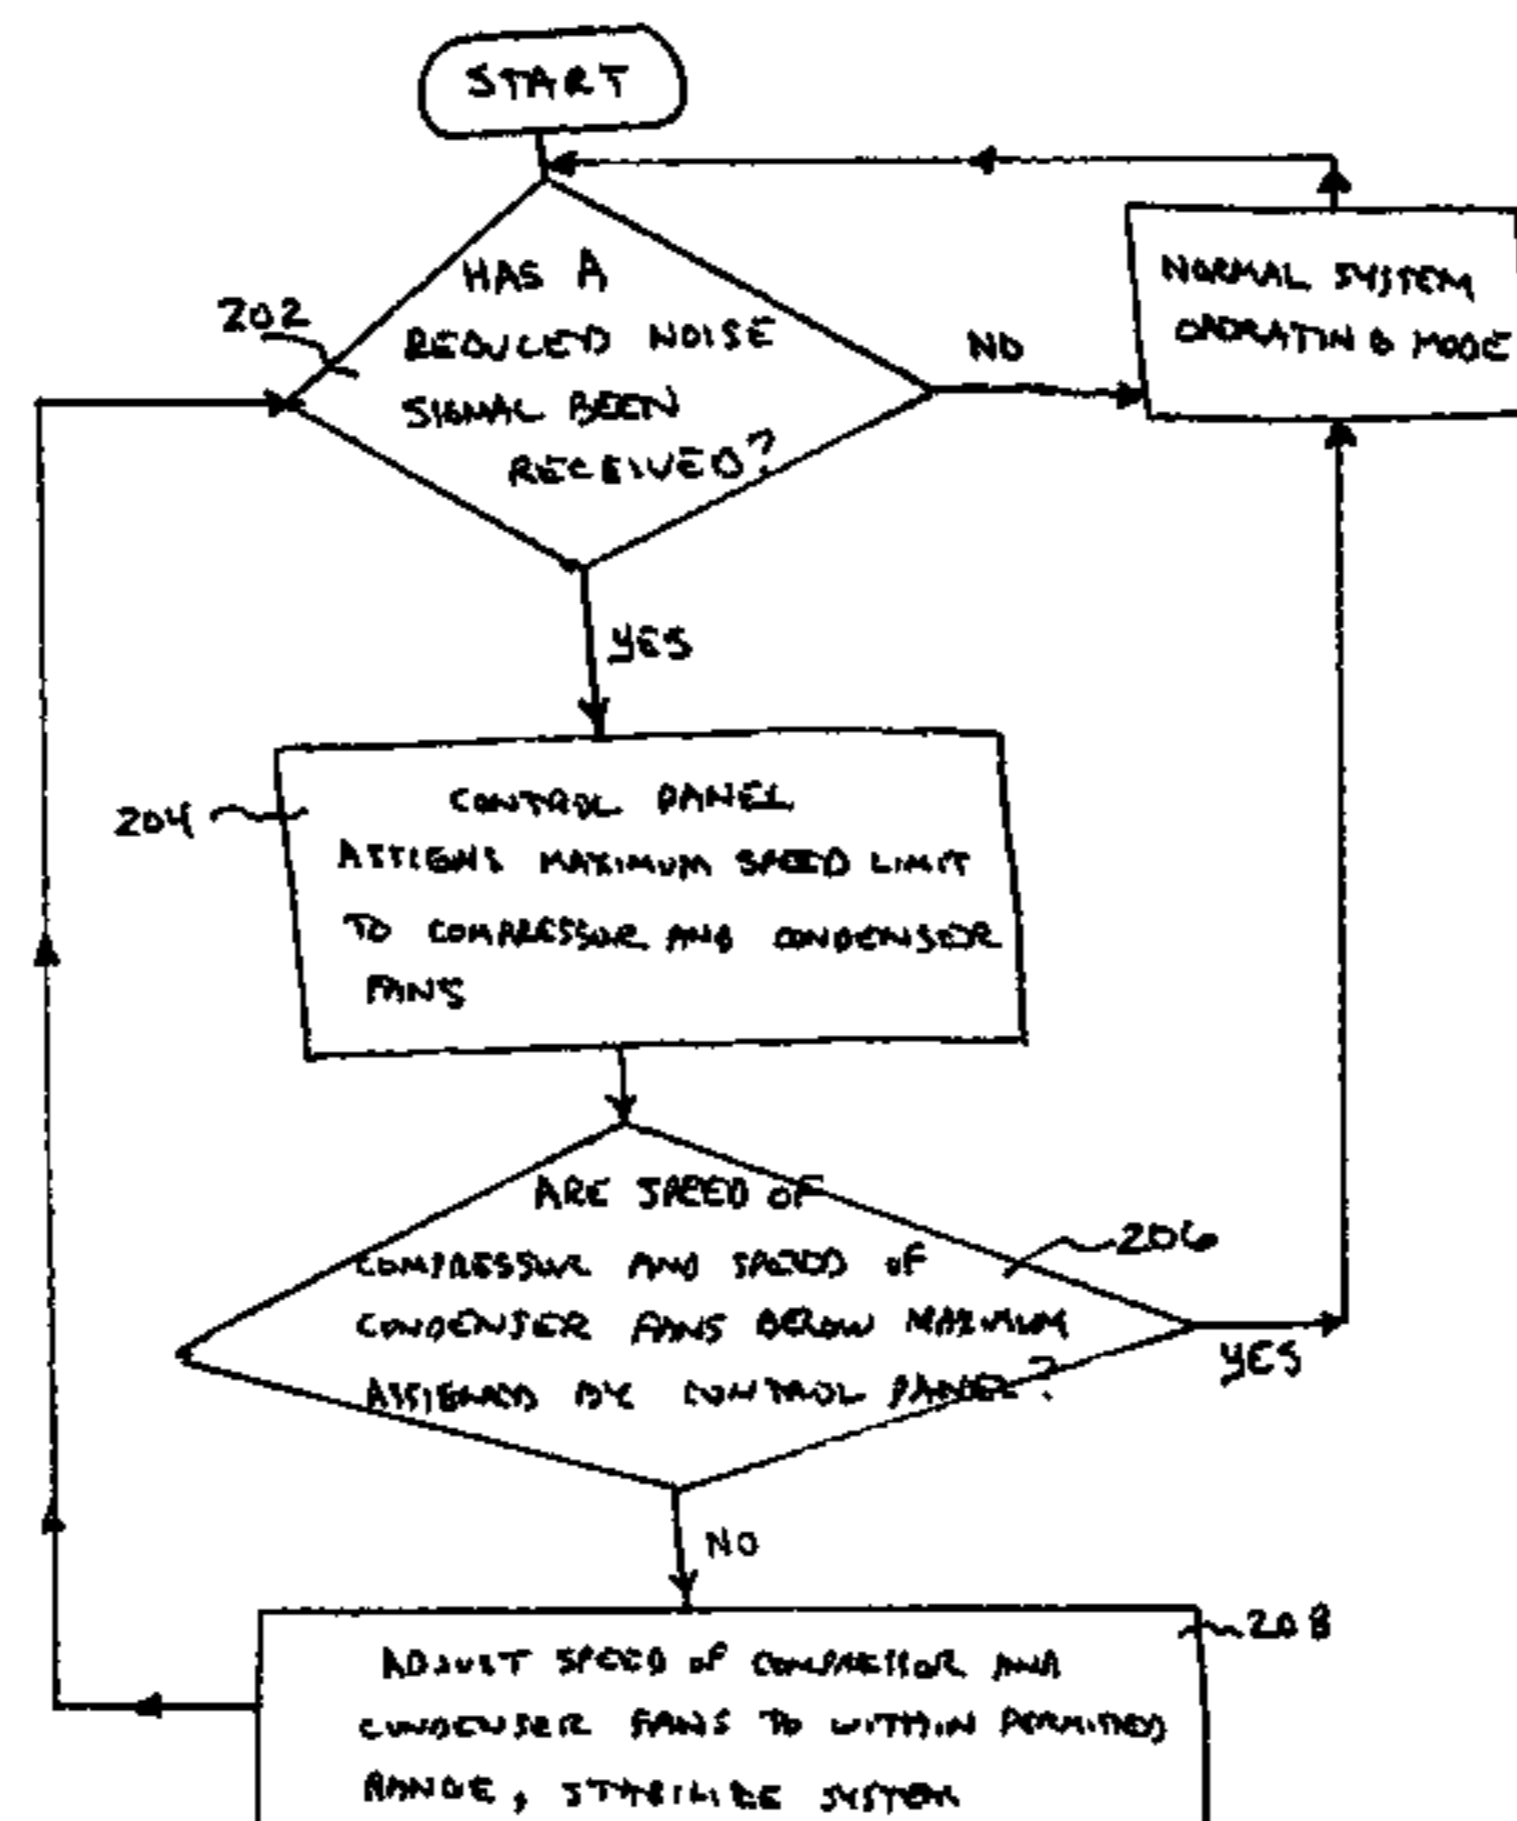 START
HAS A
REDUCED NOISE
SIGNAL BEEN
RECEIVED?
202
NO
NORMAL SYSTEM
OPERATING MODE
YES
204
CONTROL PANEL
ASSIGNS MAXIMUM SPEED LIMIT
TO COMPRESSOR AND CONDENSER
FANS
ARE SPEED OF
COMPRESSOR AND SPEED OF
CONDENSER FANS BELOW MAXIMUM
ASSIGNED BY CONTROL PANEL?
206
YES
NO
208
ADJUST SPEED OF COMPRESSOR AND
CONDENSER FANS TO WITHIN PERMITTED
RANGE, STABILIZE SYSTEM